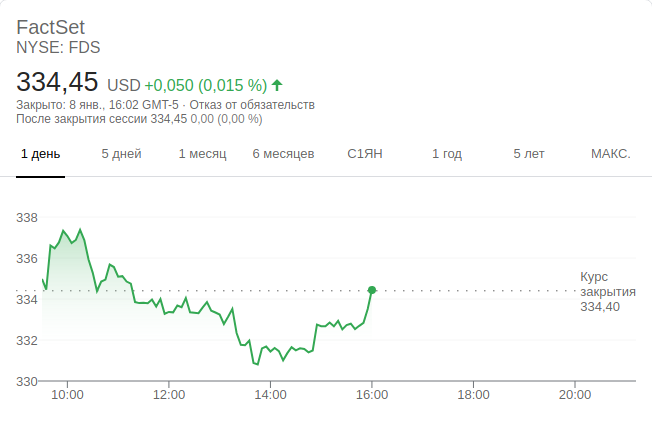 FactSet
NYSE: FDS
334,45 USD +0,050 (0,015 %)
Закрыто: 8 янв., 16:02 GMT-5 · Отказ от обязательств
После закрытия сессии 334,45 0,00 (0,00 %)
1 день 5 дней 1 месяц 6 месяцев С1ЯН 1 год 5 лет МАКС.
338
336
334
332
330
Курс
закрытия
334,40
10:00 12:00 14:00 16:00 18:00 20:00